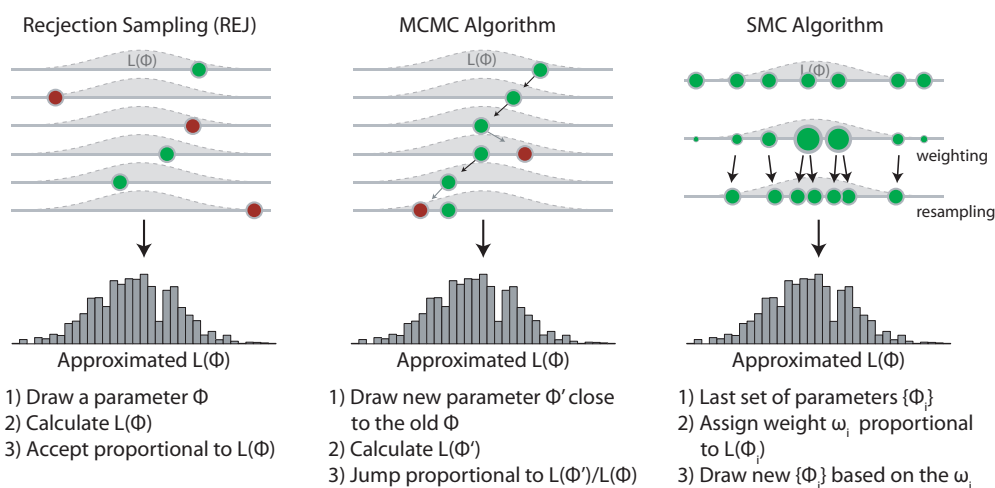 Recjection Sampling (REJ)
L(Φ)
Approximated L(Φ)
1) Draw a parameter Φ
2) Calculate L(Φ)
3) Accept proportional to L(Φ)
MCMC Algorithm
L(Φ)
Approximated L(Φ)
1) Draw new parameter Φ’ close
to the old Φ
2) Calculate L(Φ‘)
3) Jump proportional to L(Φ’)/L(Φ)
SMC Algorithm
L(Φ)
weighting
resampling
Approximated L(Φ)
1) Last set of parameters {Φi}
2) Assign weight ωi proportional
to L(Φi)
3) Draw new {Φi} based on the ωi